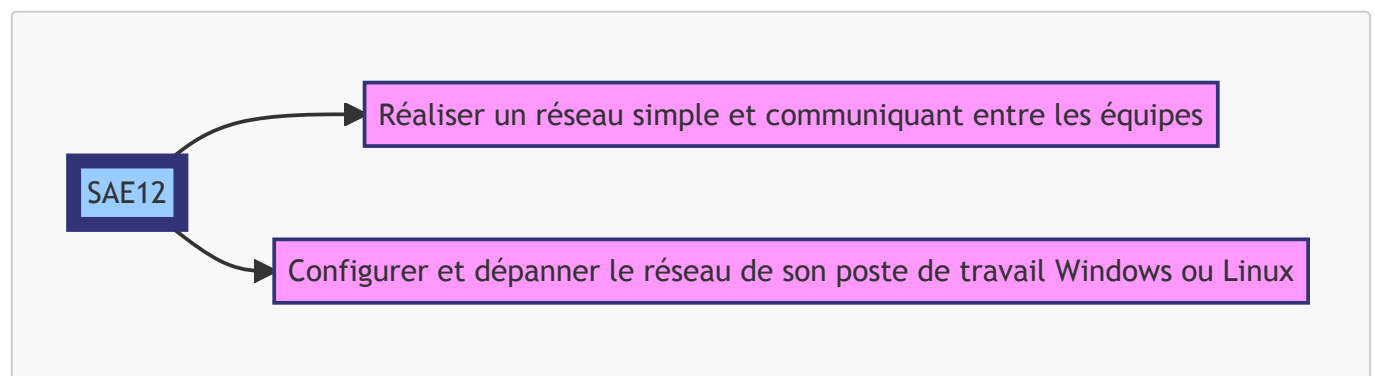 Réaliser un réseau simple et communiquant entre les équipes
SAE12
Configurer et dépanner le réseau de son poste de travail Windows ou Linux